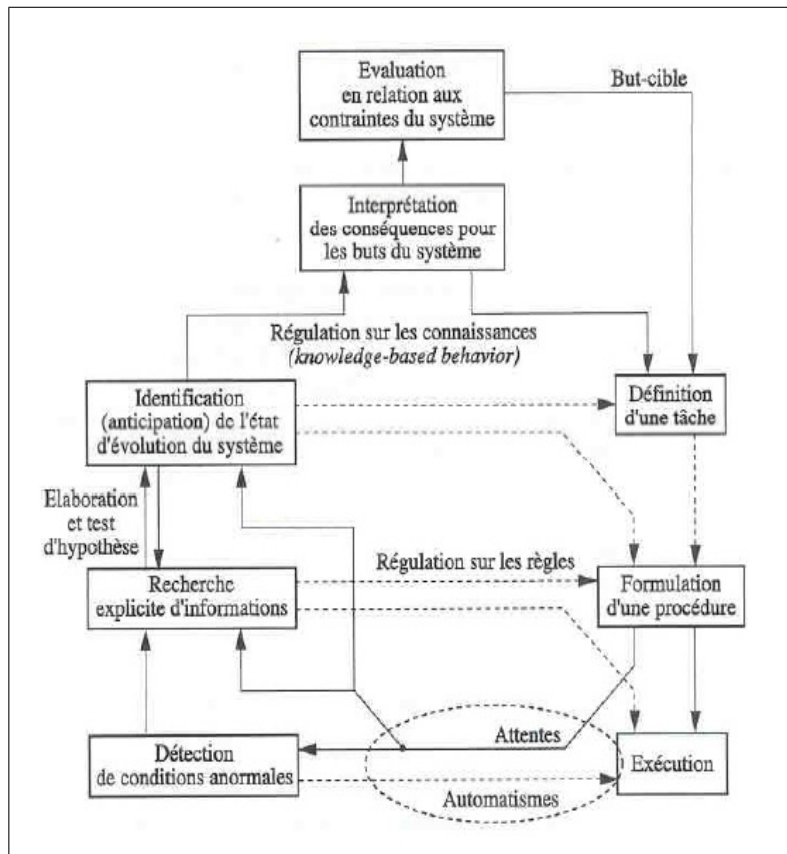 Evaluation
en relation aux
contraintes du système
But-cible
Interprétation
des conséquences pour
les buts du système
Régulation sur les connaissances
(knowledge-based behavior)
Identification
(anticipation) de l'état
d'évolution du système
Définition
d'une tâche
Elaboration
et test
d'hypothèse
Recherche
explicite d'informations
Régulation sur les règles
Formulation
d'une procédure
Détection
de conditions anormales
Attentes
Automatismes
Exécution